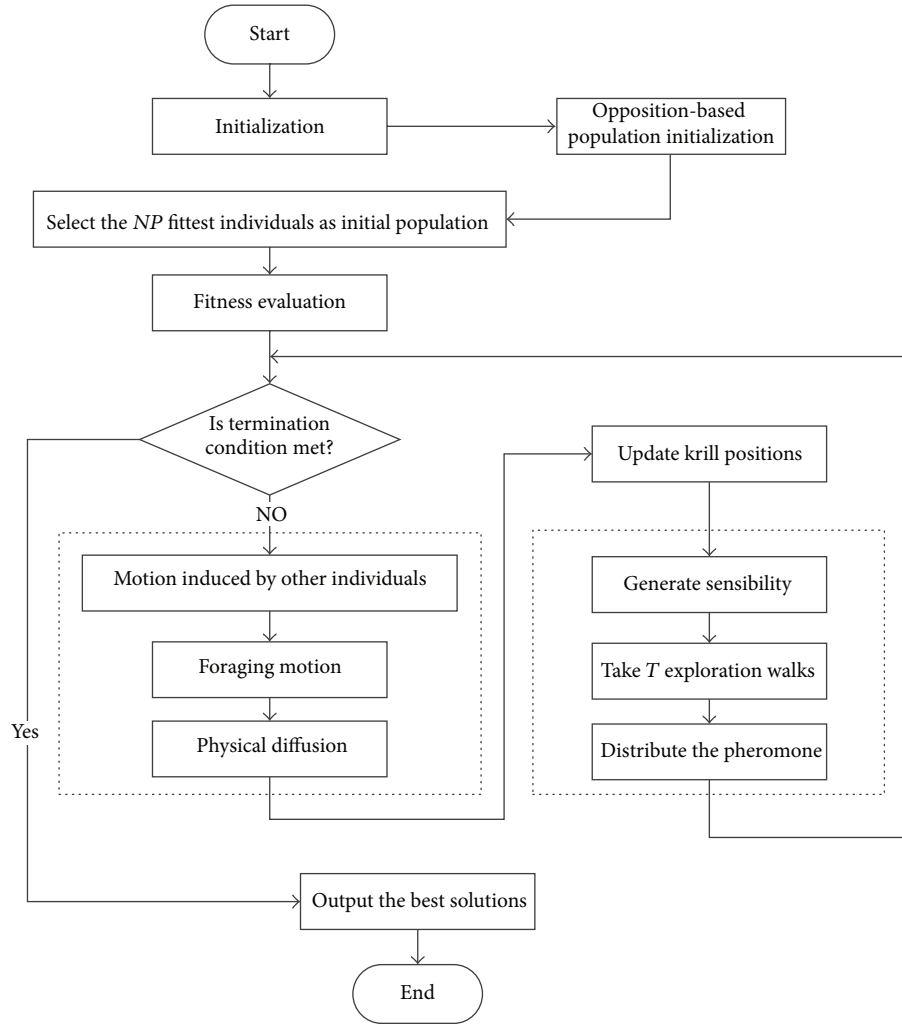 Start
Initialization
Opposition-based
population initialization
Select the NP fittest individuals as initial population
Fitness evaluation
Is termination
condition met?
NO
Yes
Motion induced by other individuals
Foraging motion
Physical diffusion
Update krill positions
Generate sensibility
Take T exploration walks
Distribute the pheromone
Output the best solutions
End